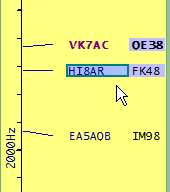 VK7AC OE38
HI8AR FK48
EA5AQB IM98
2000Hz